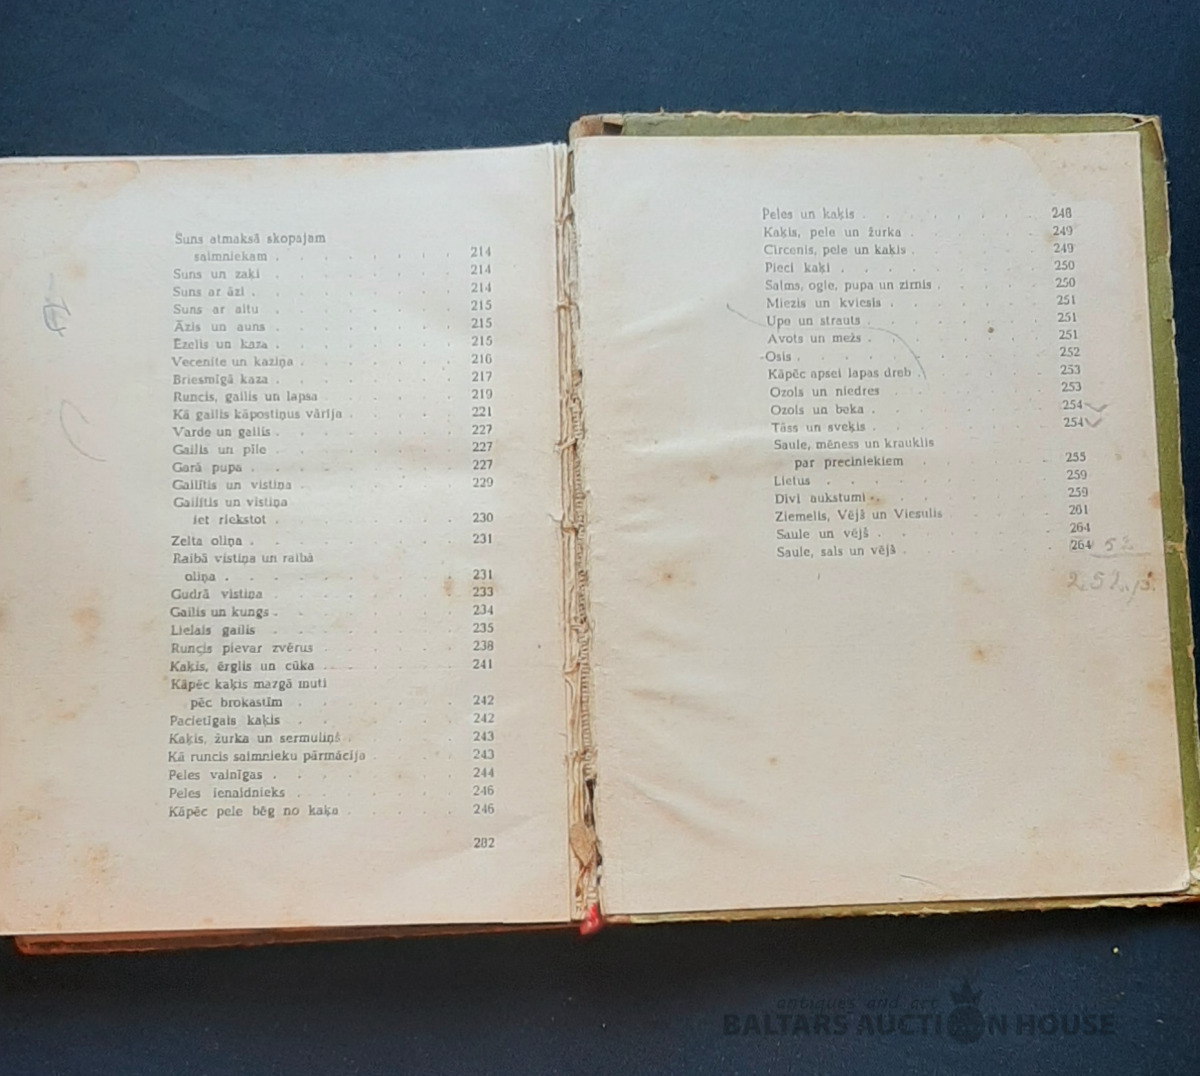 Suns atmaksā skopajam
saimniekam . 214
Suns un zaķi . 214
Suns ar āzi . 214
Suns ar aitu . 215
Āzis un auns . 215
Ēzelis un kaza . 215
Vecenīte un kaziņa . 216
Briesmīgā kaza . 217
Runcis, gailis un lapsa . 219
Kā gailis kāpostiņus vārīja . 221
Varde un gailis . 227
Gailis un pīle . 227
Garā pupa . 227
Gailītis un vistiņa . 229
Gailītis un vistiņa
iet riekstot . 230
Zelta oliņa . 231
Raibā vistiņa un raibā
oliņa . 231
Gudrā vistiņa . 233
Gailis un kungs . 234
Lielais gailis . 235
Runcis pievar zvērus . 238
Kaķis, ērglis un cūka . 241
Kāpēc kaķis mazgā muti
pēc brokastīm . 242
Pacietīgais kaķis . 242
Kaķis, žurka un sermuliņš . 243
Kā runcis saimnieku pārmācīja . 243
Peles vainīgas . 244
Peles ienaidnieks . 246
Kāpēc pele bēg no kaķa . 246
282
Peles un kaķis . 248
Kaķis, pele un žurka . 249
Circenis, pele un kaķis . 249
Pieci kaķi . 250
Salms, ogle, pupa un zirnis . 250
Miezis un kviesis . 251
Upe un strauts . 251
Avots un mežs . 251
Osis . 252
Kāpēc apsei lapas dreb 253
Ozols un niedres . 253
Ozols un beka . 254
Tāss un sveķis . 254
Saule, mēness un krauklis
par preciniekiem . 255
Lietus . 259
Divi aukstumi . 259
Ziemelis, Vējš un Viesulis . 261
Saule un vējš . 264
Saule, sals un vējš . 264
antiques and art
BALTARS AUCTION HOUSE